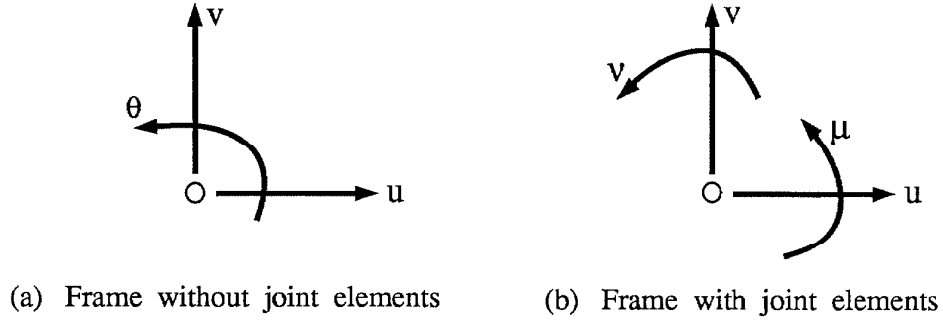 v
θ
u
v
ν
μ
u
(a) Frame without joint elements
(b) Frame with joint elements